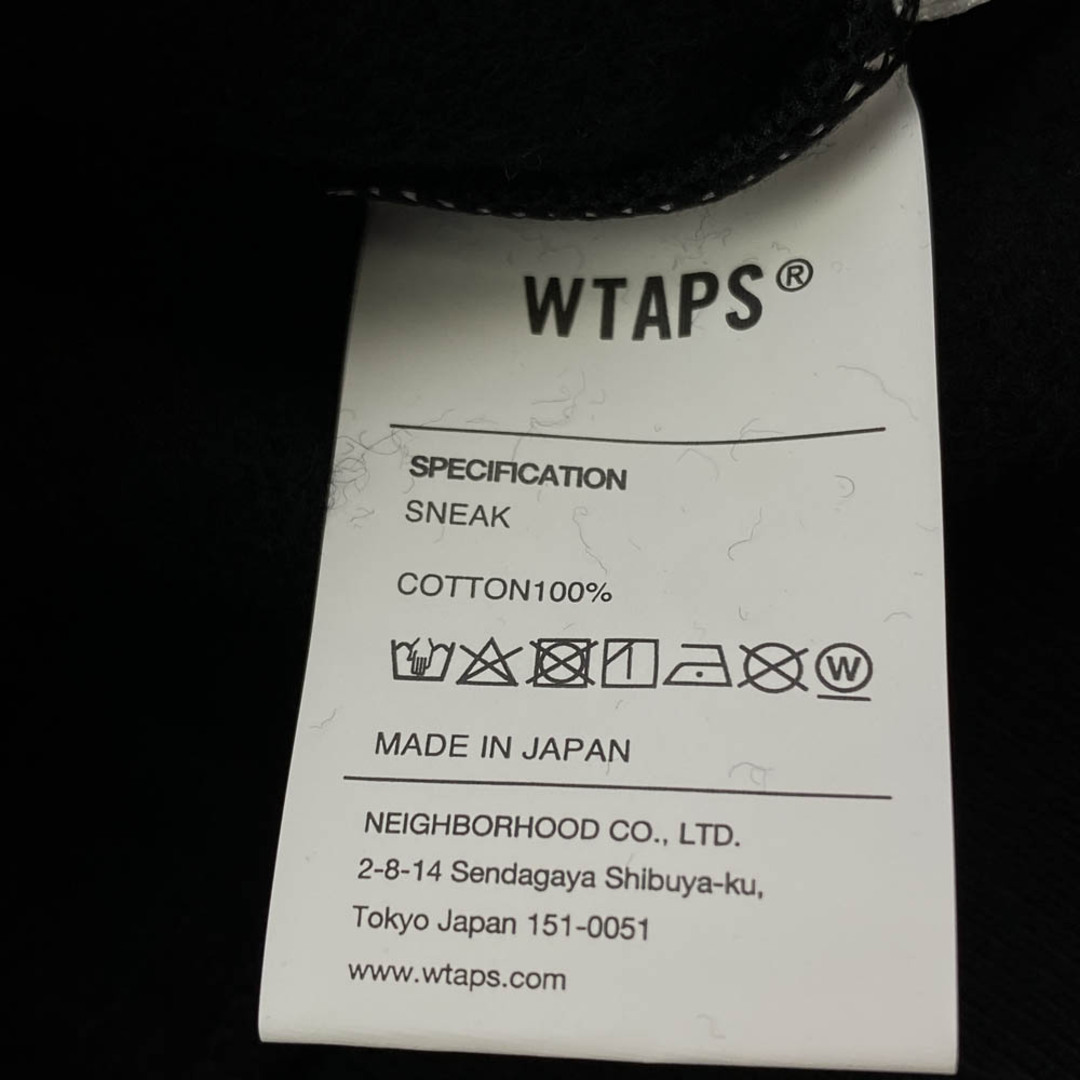 WTAPS®
SPECIFICATION
SNEAK
COTTON100%
W
MADE IN JAPAN
NEIGHBORHOOD CO., LTD.
2-8-14 Sendagaya Shibuya-ku,
Tokyo Japan 151-0051
www.wtaps.com